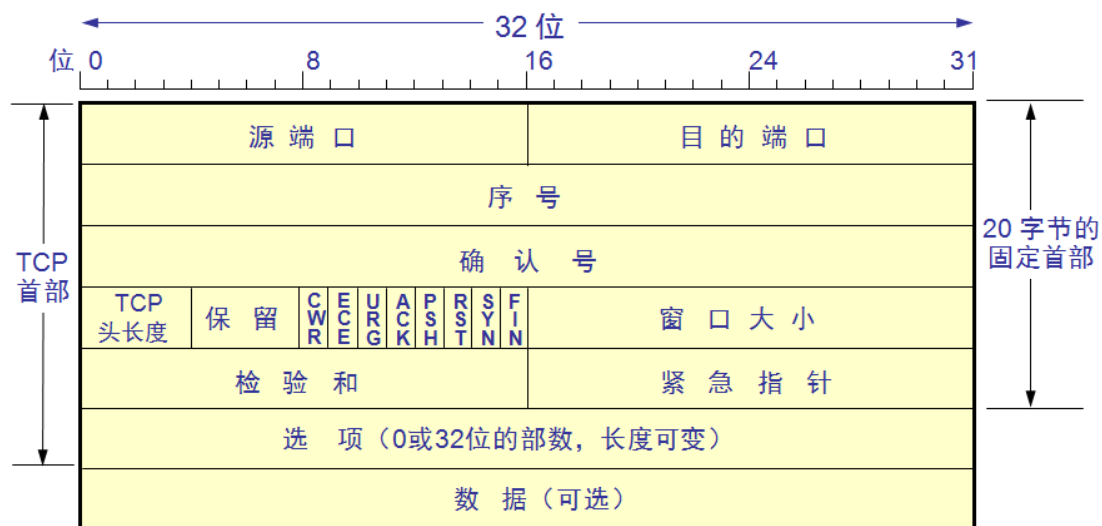 32 位
位 0 8 16 24 31
源 端 口 目 的 端 口
序 号
确 认 号
TCP
首部
20 字节的
固定首部
TCP
头长度
保 留
CWR
ECE
URG
ACK
PSH
RST
SYN
FIN
窗 口 大 小
检 验 和 紧 急 指 针
选 项（0或32位的部数，长度可变）
数 据（可选）